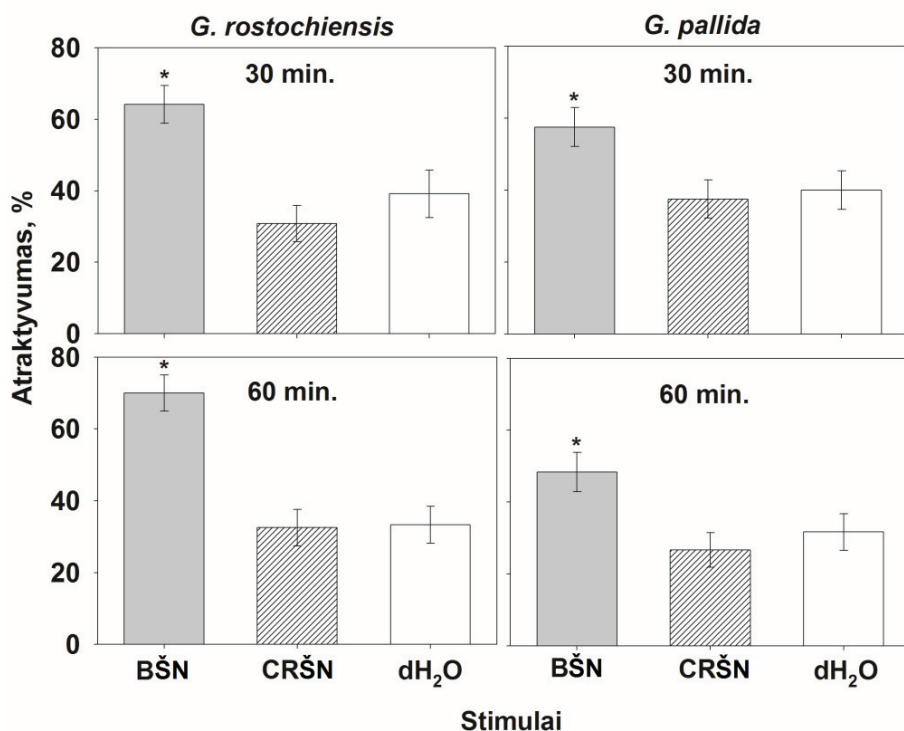 G. rostochiensis
G. pallida
80
60
40
20
0
30 min.
*
30 min.
*
Atraktyvumas, %
80
60
40
20
0
60 min.
*
60 min.
*
BŠN CRŠN dH₂O
BŠN CRŠN dH₂O
Stimulai